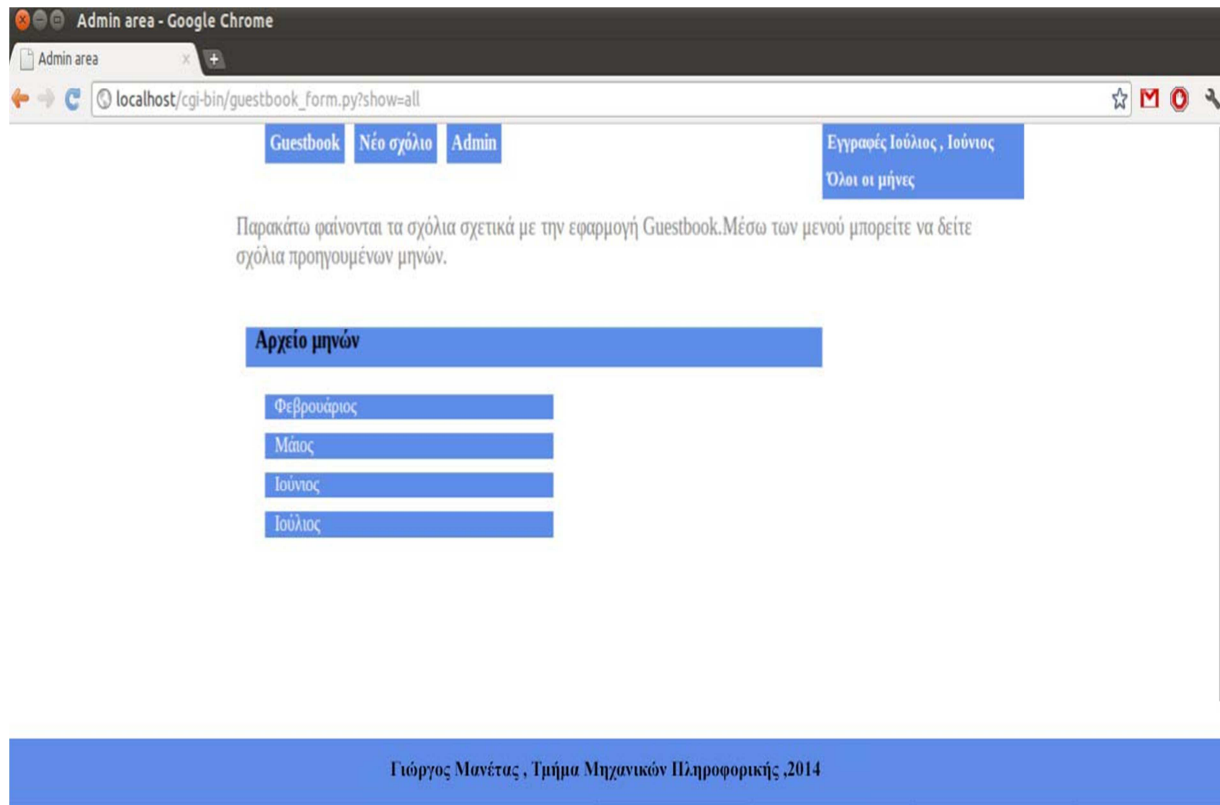 Admin area - Google Chrome
Admin area
localhost/cgi-bin/guestbook_form.py?show=all
Guestbook Νέο σχόλιο Admin
Εγγραφές Ιούλιος , Ιούνιος
Όλοι οι μήνες
Παρακάτω φαίνονται τα σχόλια σχετικά με την εφαρμογή Guestbook.Μέσω των μενού μπορείτε να δείτε
σχόλια προηγουμένων μηνών.
Αρχείο μηνών
Φεβρουάριος
Μάιος
Ιούνιος
Ιούλιος
Γιώργος Μανέτας , Τμήμα Μηχανικών Πληροφορικής ,2014